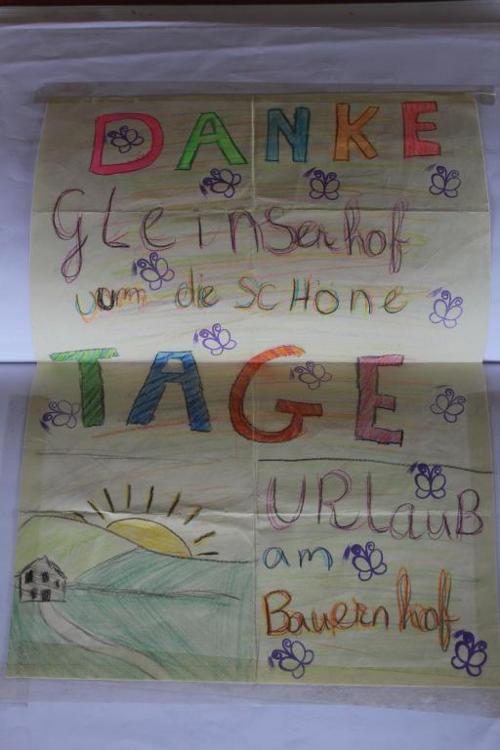 DANKE
Gleinserhof
vom die SCHÖNE
TAGE
URLauB
am
Bauernhof